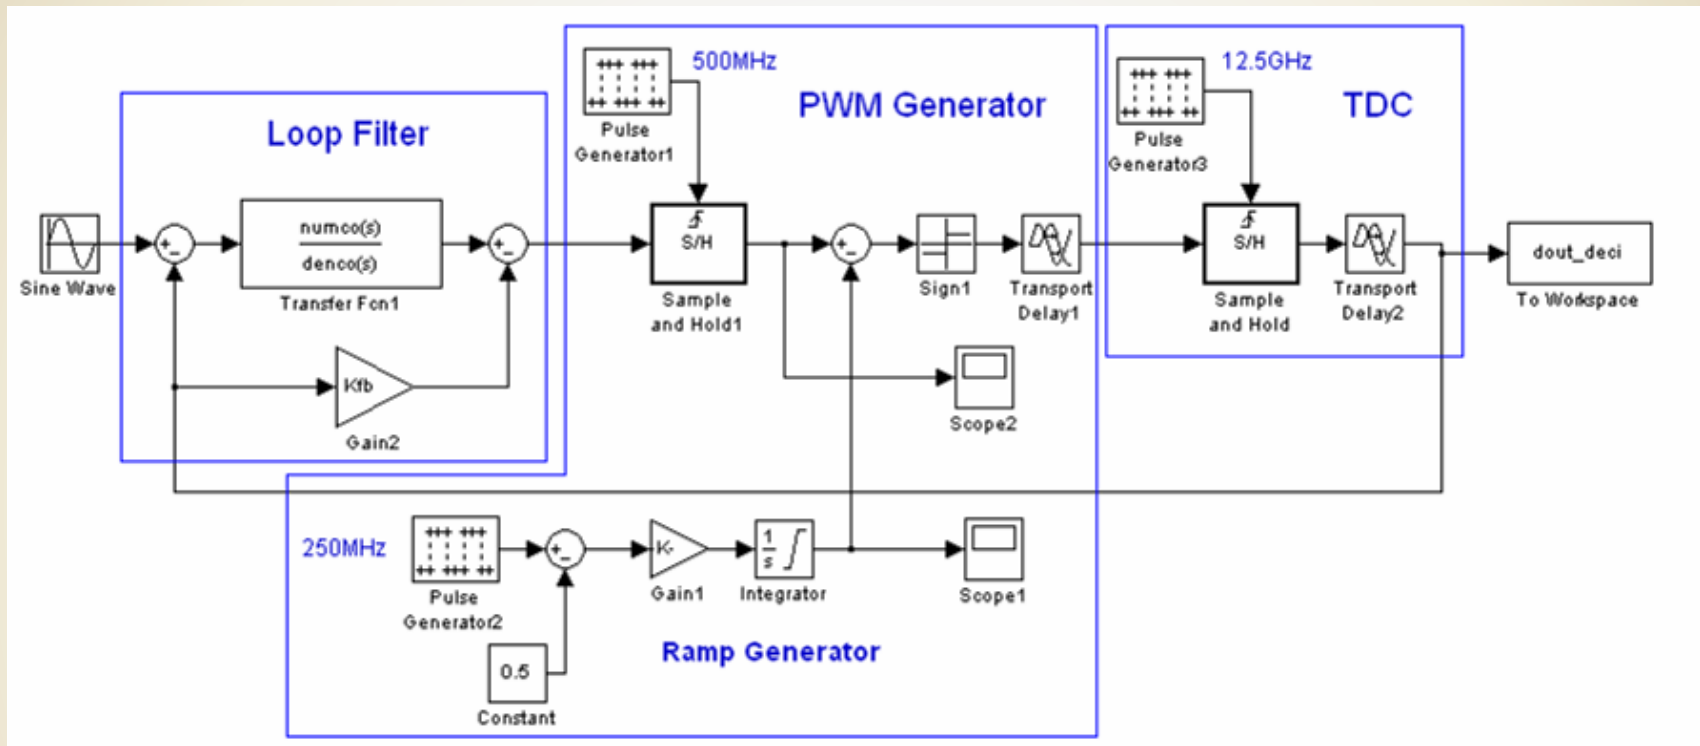 500MHz
12.5GHz
PWM Generator
TDC
Loop Filter
Pulse
Generator1
Pulse
Generator3
numco(s)
denco(s)
S/H
S/H
dout_deci
Sine Wave
Transfer Fcn1
Sample
and Hold1
Sign1
Transport
Delay1
Sample
and Hold
Transport
Delay2
To Workspace
Kfb
Gain2
Scope2
250MHz
K-
1
s
Pulse
Generator2
Gain1
Integrator
Scope1
Ramp Generator
0.5
Constant